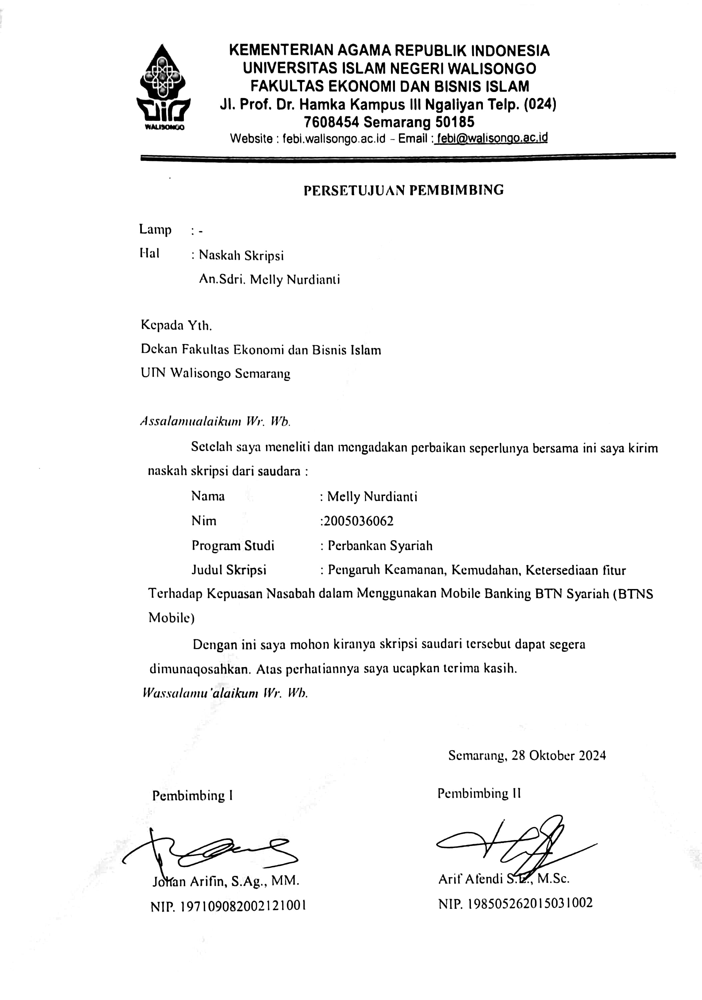 KEMENTERIAN AGAMA REPUBLIK INDONESIA
UNIVERSITAS ISLAM NEGERI WALISONGO
FAKULTAS EKONOMI DAN BISNIS ISLAM
Jl. Prof. Dr. Hamka Kampus III Ngaliyan Telp. (024)
7608454 Semarang 50185
Website : febi.walisongo.ac.id – Email : febi@walisongo.ac.id
WALISONGO
PERSETUJUAN PEMBIMBING
Lamp : -
Hal : Naskah Skripsi
An.Sdri. Melly Nurdianti
Kepada Yth.
Dekan Fakultas Ekonomi dan Bisnis Islam
UIN Walisongo Semarang
Assalamualaikum Wr. Wb.
Setelah saya meneliti dan mengadakan perbaikan seperlunya bersama ini saya kirim
naskah skripsi dari saudara :
Nama : Melly Nurdianti
Nim :2005036062
Program Studi : Perbankan Syariah
Judul Skripsi : Pengaruh Keamanan, Kemudahan, Ketersediaan fitur
Terhadap Kepuasan Nasabah dalam Menggunakan Mobile Banking BTN Syariah (BTNS
Mobile)
Dengan ini saya mohon kiranya skripsi saudari tersebut dapat segera
dimunaqosahkan. Atas perhatiannya saya ucapkan terima kasih.
Wassalamu'alaikum Wr. Wb.
Semarang, 28 Oktober 2024
Pembimbing I
Pembimbing II
Johan Arifin, S.Ag., MM.
Arif Afendi S.E., M.Sc.
NIP. 197109082002121001
NIP. 198505262015031002